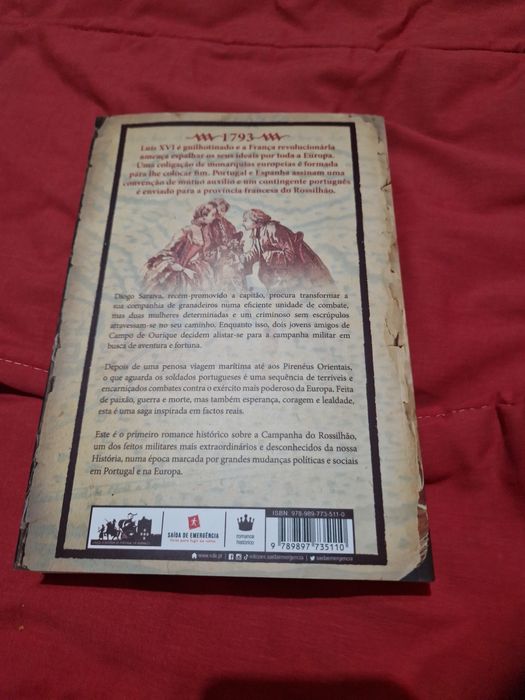 1793
Luís XVI é guilhotinado e a França revolucionária
ameaça espalhar os seus ideais por toda a Europa.
Uma coligação de monarquias europeias é formada
para lhe colocar fim. Portugal e Espanha assinam uma
convenção de mútuo auxílio e um contingente português
é enviado para a província francesa do Rossilhão.
Diogo Saraiva, recém-promovido a capitão, procura transformar a
sua companhia de granadeiros numa eficiente unidade de combate,
mas duas mulheres determinadas e um criminoso sem escrúpulos
atravessam-se no seu caminho. Enquanto isso, dois jovens amigos de
Campo de Ourique decidem alistar-se para a campanha militar em
busca de aventura e fortuna.
Depois de uma penosa viagem marítima até aos Pirenéus Orientais,
o que aguarda os soldados portugueses é uma sequência de terríveis e
encarniçados combates contra o exército mais poderoso da Europa. Feita
de paixão, guerra e morte, mas também esperança, coragem e lealdade,
esta é uma saga inspirada em factos reais.
Este é o primeiro romance histórico sobre a Campanha do Rossilhão,
um dos feitos militares mais extraordinários e desconhecidos da nossa
História, numa época marcada por grandes mudanças políticas e sociais
em Portugal e na Europa.
ISBN: 978-989-773-511-0
SAÍDA DE EMERGÊNCIA
romance
histórico
9 789897 735110
www.sde.pt